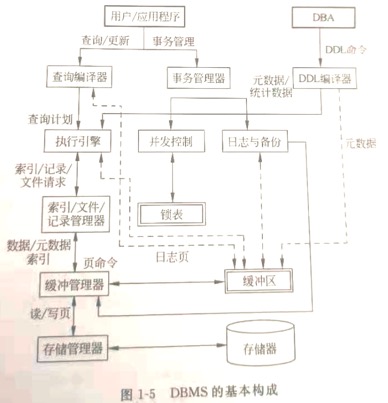 用户/应用程序
DBA
查询/更新
事务管理
DDL命令
查询编译器
事务管理器
元数据/
统计数据
DDL编译器
查询计划
元数据
执行引擎
并发控制
日志与备份
索引/记录/
文件请求
索引/文件/
记录管理器
锁表
数据/元数据
索引
页命令
日志页
缓冲管理器
缓冲区
读/写页
存储管理器
存储器
图 1-5 DBMS 的基本构成